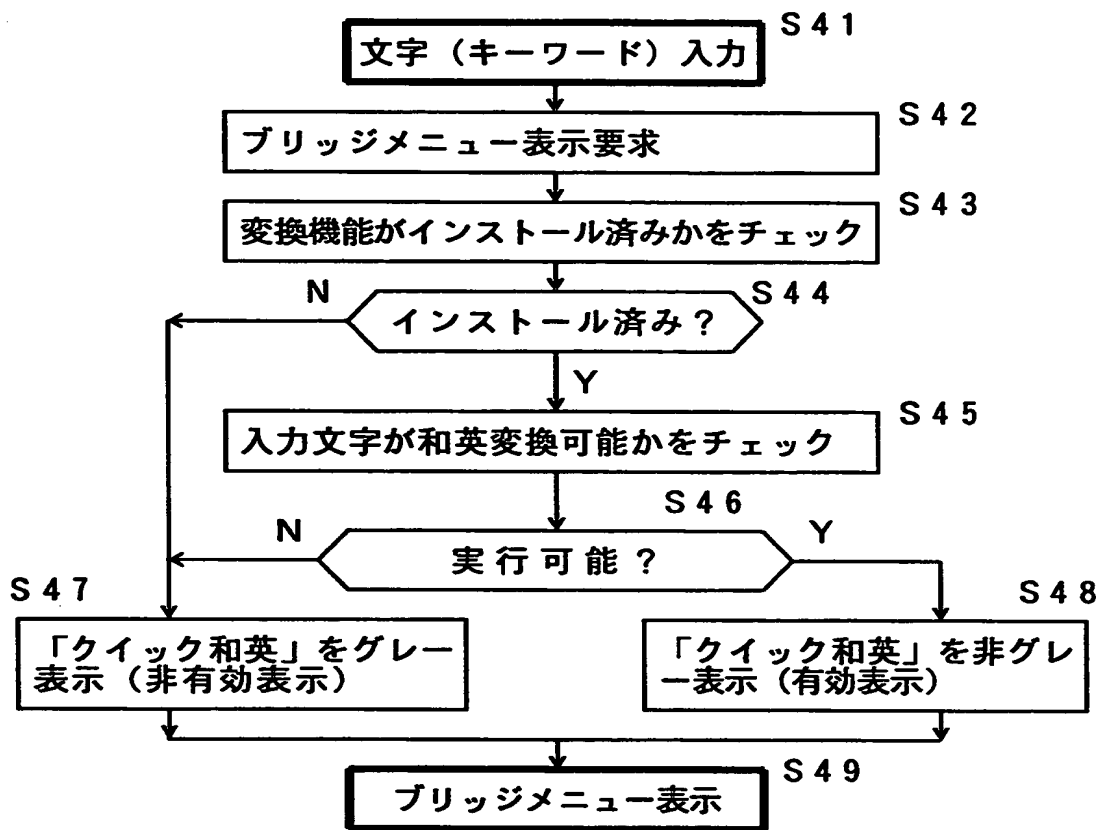 S41
文字（キーワード）入力
S42
ブリッジメニュー表示要求
S43
変換機能がインストール済みかをチェック
N
S44
インストール済み？
Y
S45
入力文字が和英変換可能かをチェック
S46
N
Y
実行可能？
S47
S48
「クイック和英」をグレー
表示（非有効表示）
「クイック和英」を非グレ
ー表示（有効表示）
S49
ブリッジメニュー表示